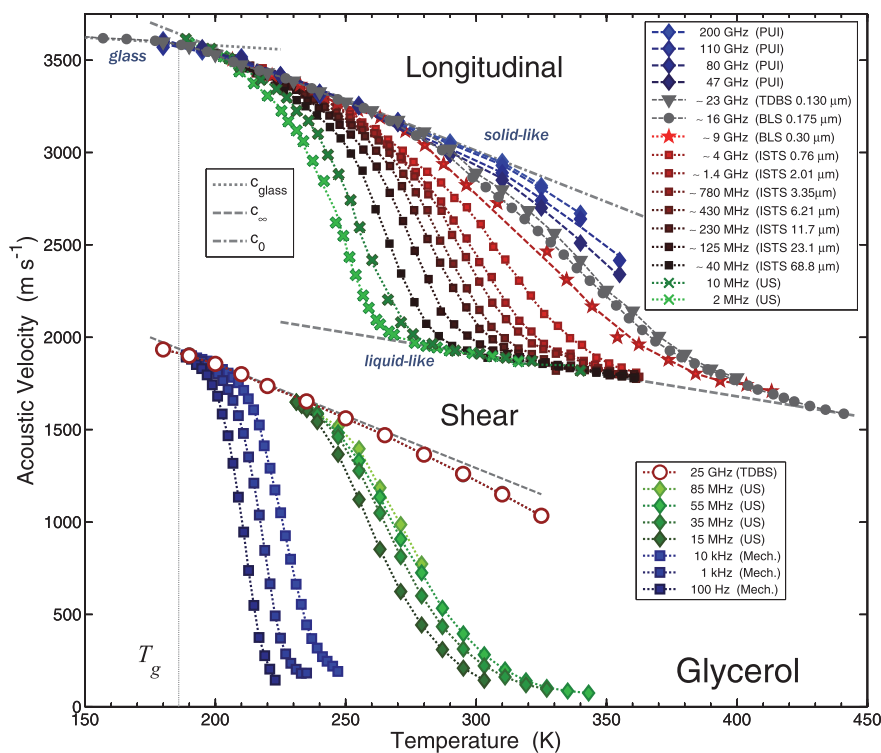 3500
3000
2500
2000
1500
1000
500
0
Acoustic Velocity (m s-1)
glass
Longitudinal
solid-like
c glass
c ∞
c 0
200 GHz (PUI)
110 GHz (PUI)
80 GHz (PUI)
47 GHz (PUI)
~ 23 GHz (TDBS 0.130 μm)
~ 16 GHz (BLS 0.175 μm)
~ 9 GHz (BLS 0.30 μm)
~ 4 GHz (ISTS 0.76 μm)
~ 1.4 GHz (ISTS 2.01 μm)
~ 780 MHz (ISTS 3.35μm)
~ 430 MHz (ISTS 6.21 μm)
~ 230 MHz (ISTS 11.7 μm)
~ 125 MHz (ISTS 23.1 μm)
~ 40 MHz (ISTS 68.8 μm)
10 MHz (US)
2 MHz (US)
liquid-like
Shear
25 GHz (TDBS)
85 MHz (US)
55 MHz (US)
35 MHz (US)
15 MHz (US)
10 kHz (Mech.)
1 kHz (Mech.)
100 Hz (Mech.)
Tg
Glycerol
150 200 250 300 350 400 450
Temperature (K)